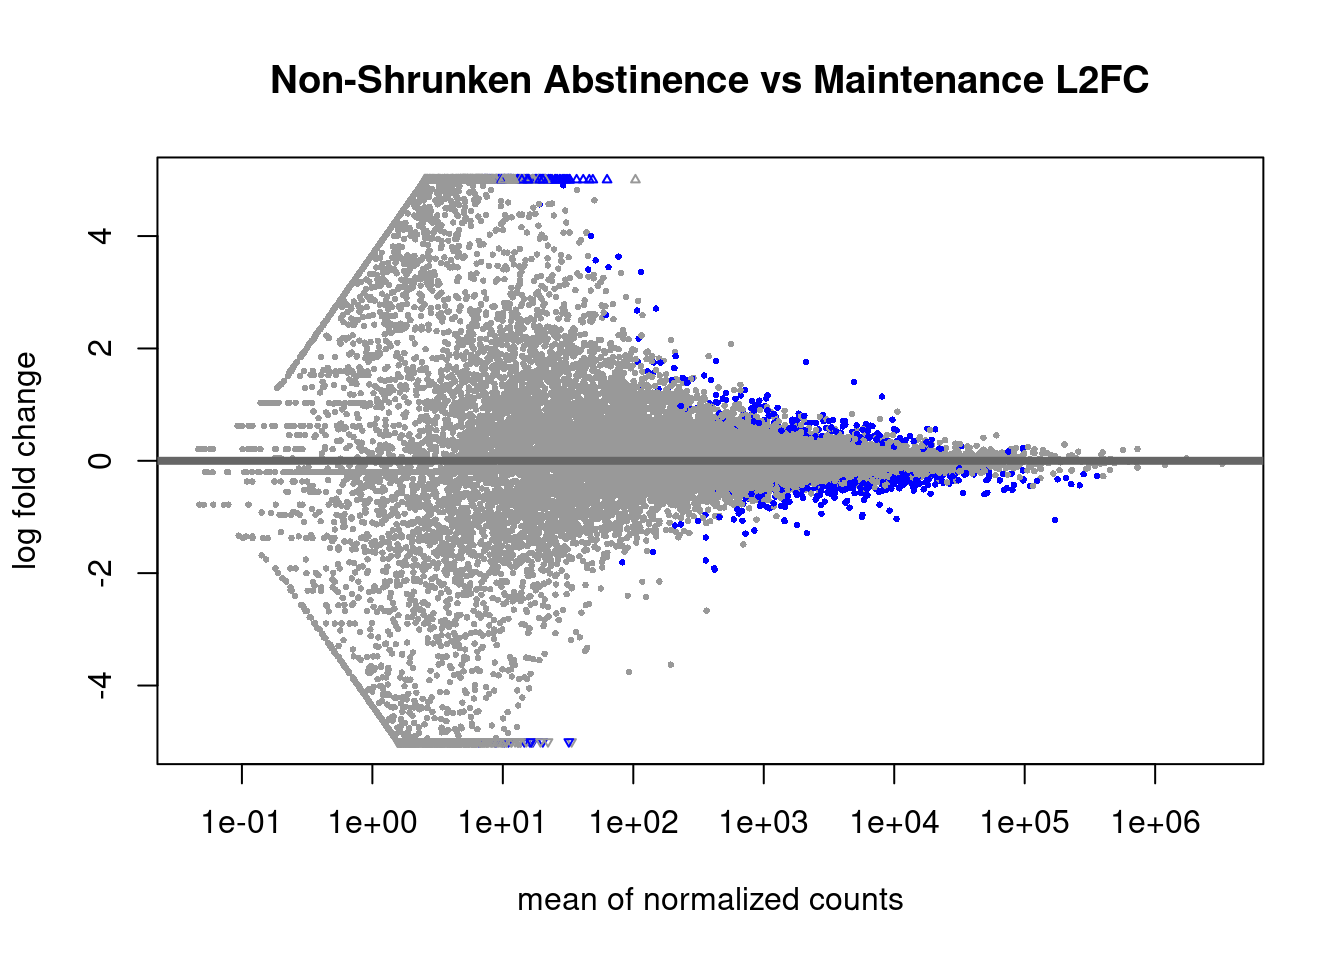 Non-Shrunken Abstinence vs Maintenance L2FC
log fold change
4
2
0
-2
-4
1e-01 1e+00 1e+01 1e+02 1e+03 1e+04 1e+05 1e+06
mean of normalized counts